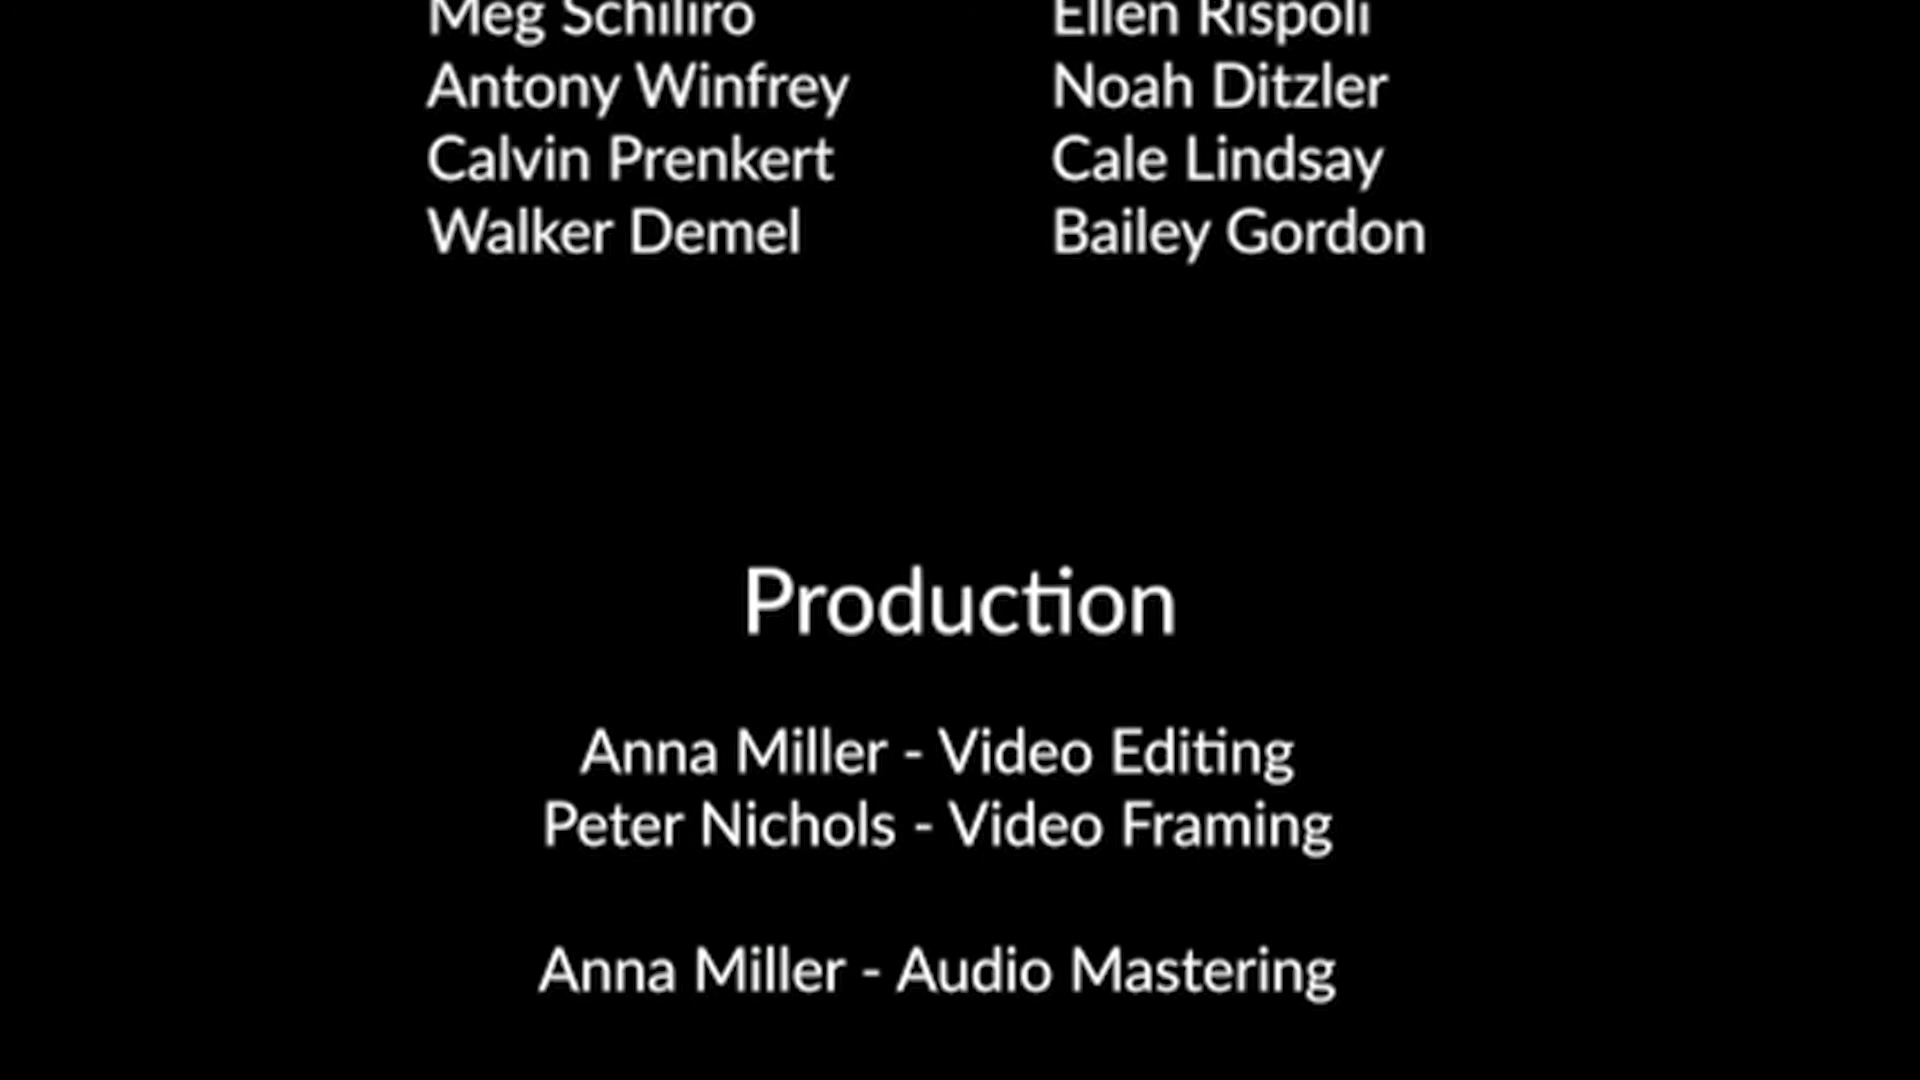 Meg Schiliro
Ellen Rispoli
Antony Winfrey
Noah Ditzler
Calvin Prenkert
Cale Lindsay
Walker Demel
Bailey Gordon
Production
Anna Miller - Video Editing
Peter Nichols - Video Framing
Anna Miller - Audio Mastering